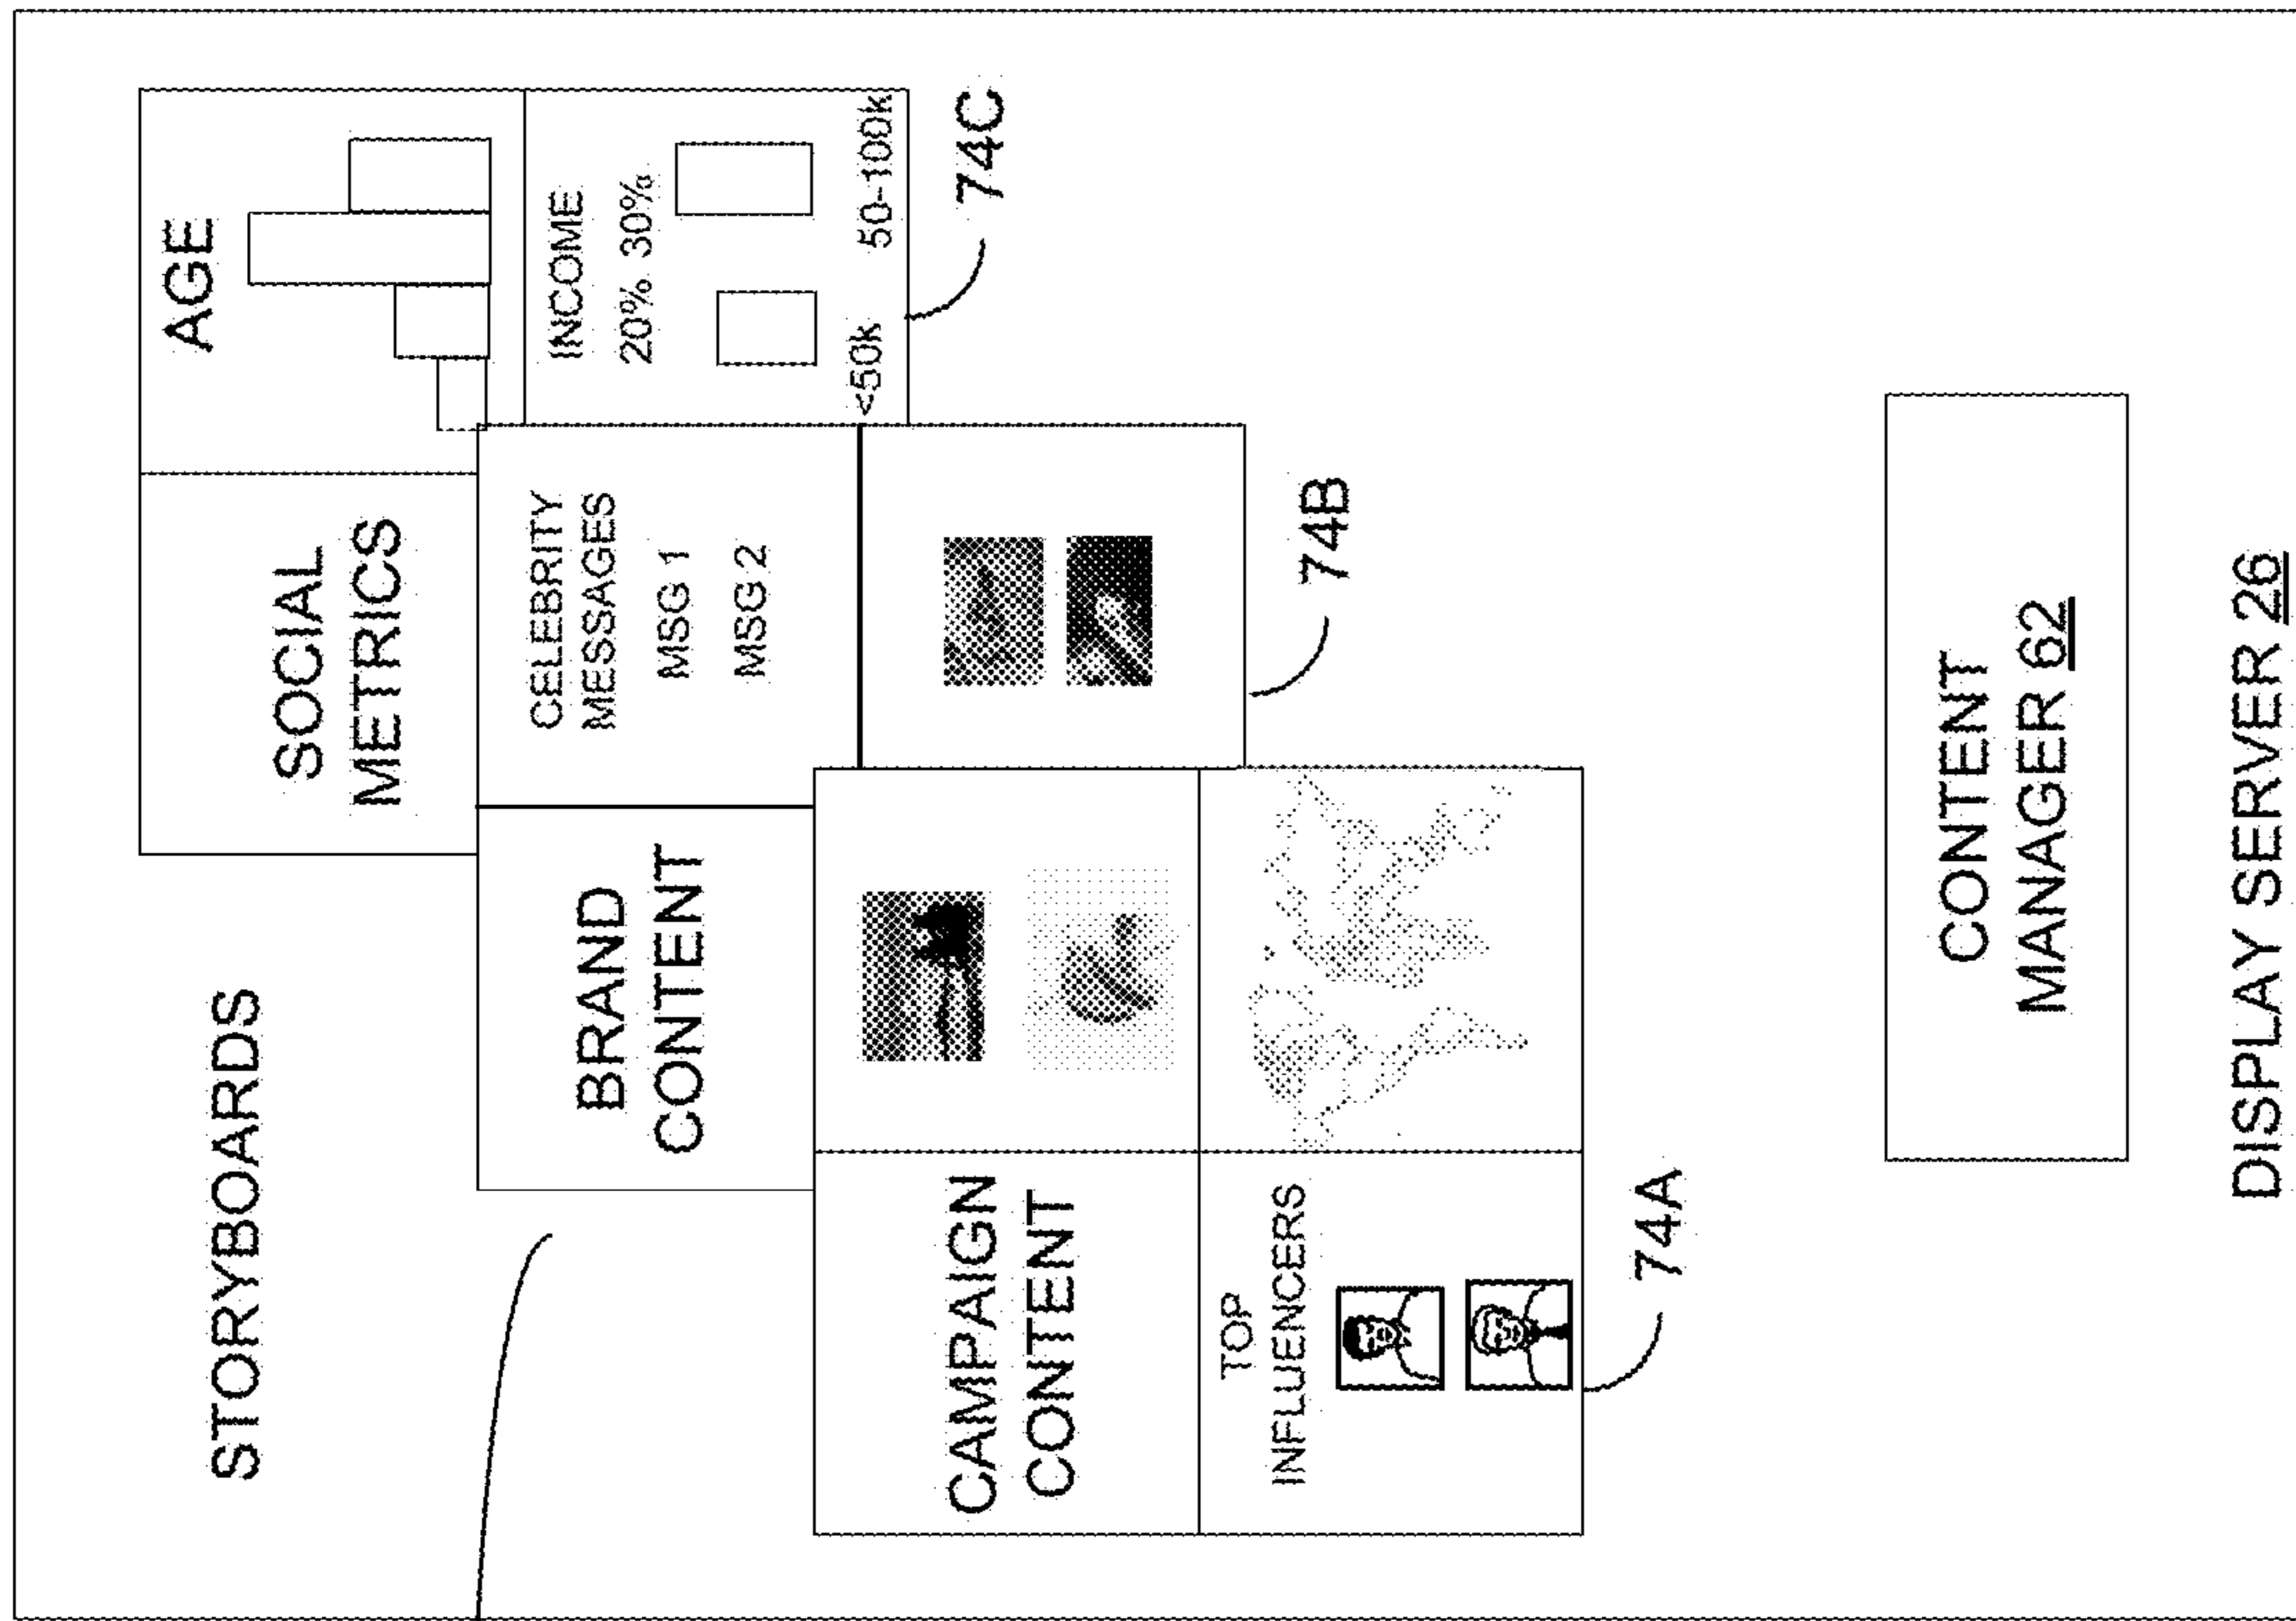 STORYBOARDS
SOCIAL
METRICS
AGE
INCOME
20% 30%
<50k 50-100k
74C
BRAND
CONTENT
CELEBRITY
MESSAGES
MSG 1
MSG 2
74B
CAMPAIGN
CONTENT
TOP
INFLUENCERS
74A
CONTENT
MANAGER 62
DISPLAY SERVER 26